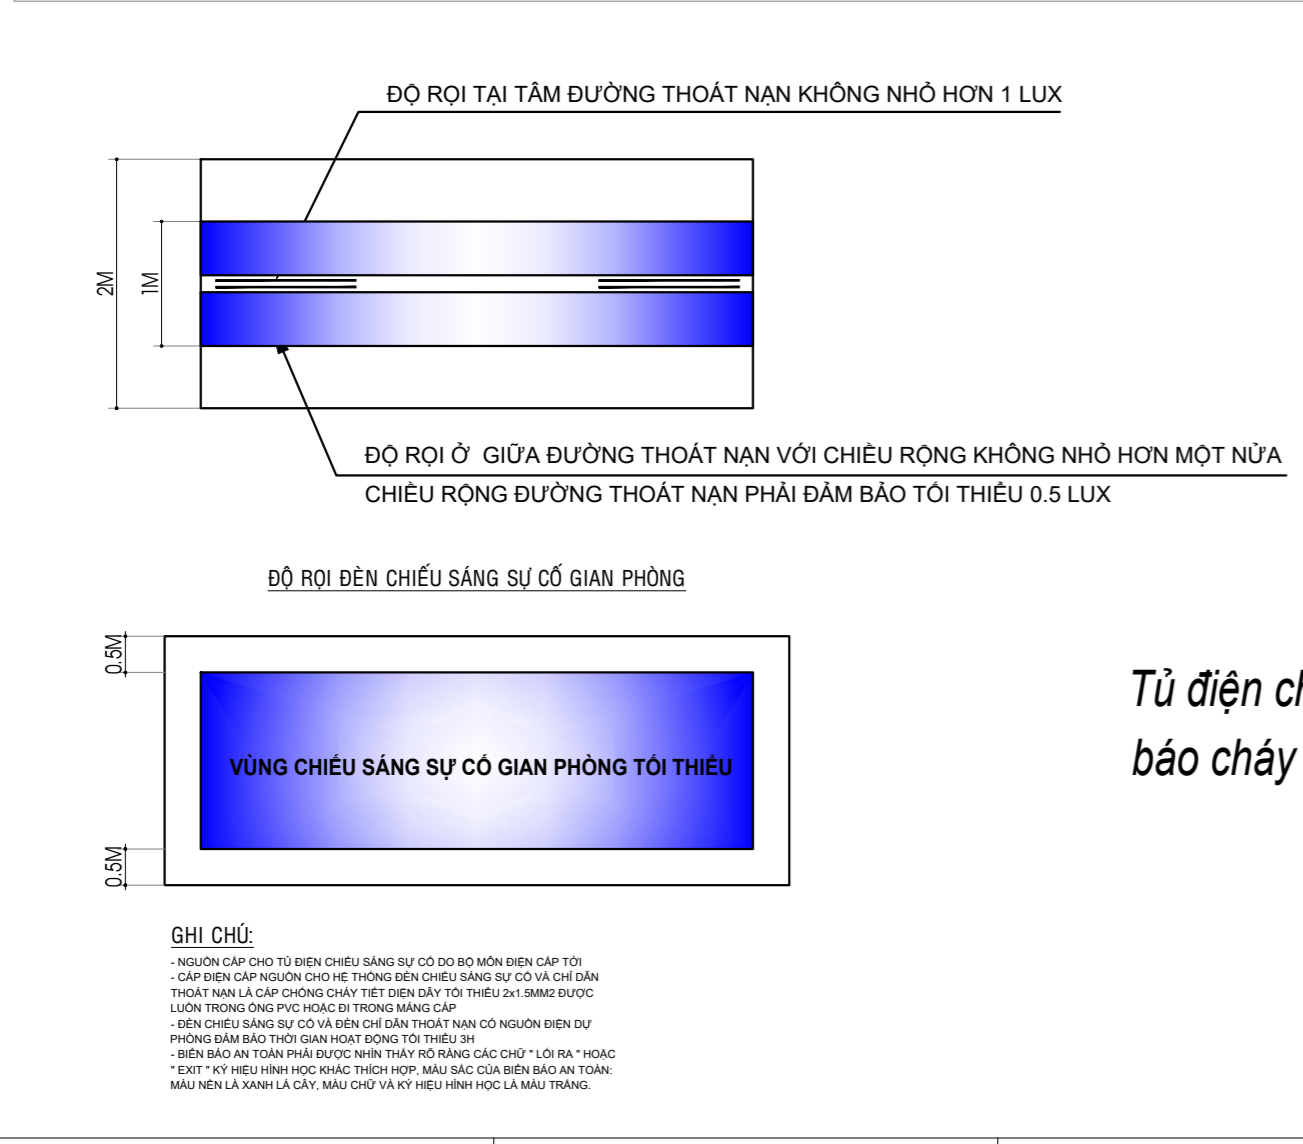 ĐỘ RỌI TẠI TÂM ĐƯỜNG THOÁT NẠN KHÔNG NHỎ HƠN 1 LUX
2M
1M
ĐỘ RỌI Ở GIỮA ĐƯỜNG THOÁT NẠN VỚI CHIỀU RỘNG KHÔNG NHỎ HƠN MỘT NỬA
CHIỀU RỘNG ĐƯỜNG THOÁT NẠN PHẢI ĐẢM BẢO TỐI THIỂU 0.5 LUX
ĐỘ RỌI ĐÈN CHIẾU SÁNG SỰ CỐ GIAN PHÒNG
0.5M
VÙNG CHIẾU SÁNG SỰ CỐ GIAN PHÒNG TỐI THIỂU
0.5M
Tủ điện
báo cháy
GHI CHÚ:
- NGUỒN CẤP CHO TỦ ĐIỆN CHIẾU SÁNG SỰ CỐ DO BỘ MÔN ĐIỆN CẤP TỚI
- CÁP ĐIỆN CẤP NGUỒN CHO HỆ THỐNG ĐÈN CHIẾU SÁNG SỰ CỐ VÀ CHỈ DẪN
THOÁT NẠN LÀ CÁP CHỐNG CHÁY TIẾT DIỆN DÂY TỐI THIỂU 2x1.5MM2 ĐƯỢC
LUỒN TRONG ỐNG PVC HOẶC ĐI TRONG MÁNG CÁP
- ĐÈN CHIẾU SÁNG SỰ CỐ VÀ ĐÈN CHỈ DẪN THOÁT NẠN CÓ NGUỒN ĐIỆN DỰ
PHÒNG ĐẢM BẢO THỜI GIAN HOẠT ĐỘNG TỐI THIỂU 3H
- BIỂN BÁO AN TOÀN PHẢI ĐƯỢC NHÌN THẤY RÕ RÀNG CÁC CHỮ " LỐI RA " HOẶC
" EXIT " KÝ HIỆU HÌNH HỌC KHÁC THÍCH HỢP, MÀU SẮC CỦA BIỂN BÁO AN TOÀN:
MÀU NỀN LÀ XANH LÁ CÂY, MÀU CHỮ VÀ KÝ HIỆU HÌNH HỌC LÀ MÀU TRẮNG.